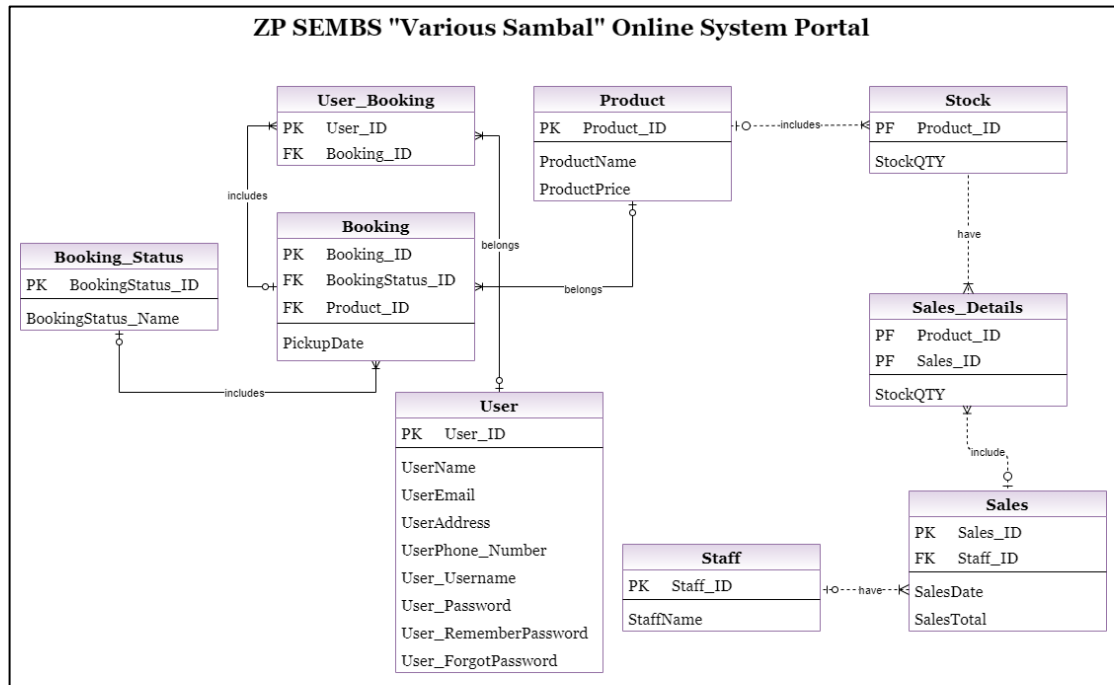 ZP SEMBS "Various Sambal" Online System Portal
User_Booking
PK User_ID
FK Booking_ID
Product
PK Product_ID
ProductName
ProductPrice
includes
Stock
PF Product_ID
StockQTY
includes
Booking
PK Booking_ID
FK BookingStatus_ID
FK Product_ID
PickupDate
belongs
belongs
have
Booking_Status
PK BookingStatus_ID
BookingStatus_Name
includes
Sales_Details
PF Product_ID
PF Sales_ID
StockQTY
include
User
PK User_ID
UserName
UserEmail
UserAddress
UserPhone_Number
User_Username
User_Password
User_RememberPassword
User_ForgotPassword
Staff
PK Staff_ID
StaffName
have
Sales
PK Sales_ID
FK Staff_ID
SalesDate
SalesTotal